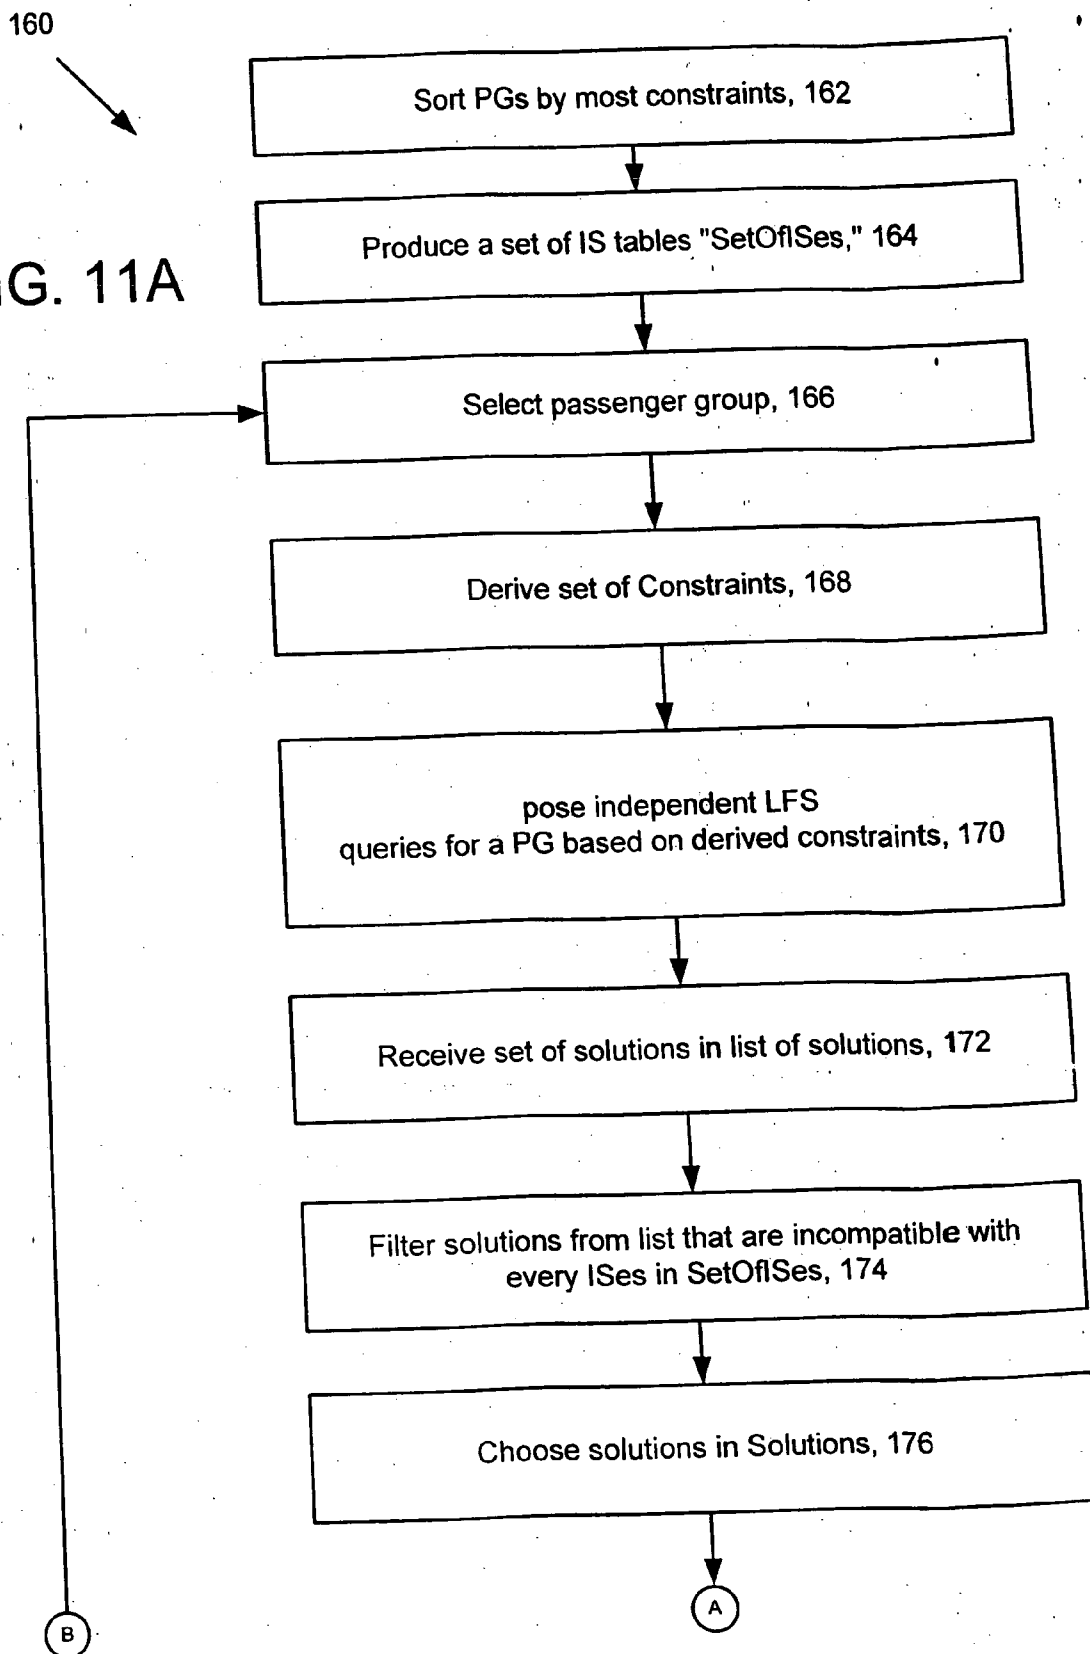 160
Sort PGs by most constraints, 162
Produce a set of IS tables "SetOfISes," 164
G. 11A
Select passenger group, 166
Derive set of Constraints, 168
pose independent LFS
queries for a PG based on derived constraints, 170
Receive set of solutions in list of solutions, 172
Filter solutions from list that are incompatible with
every ISes in SetOfISes, 174
Choose solutions in Solutions, 176
A
B